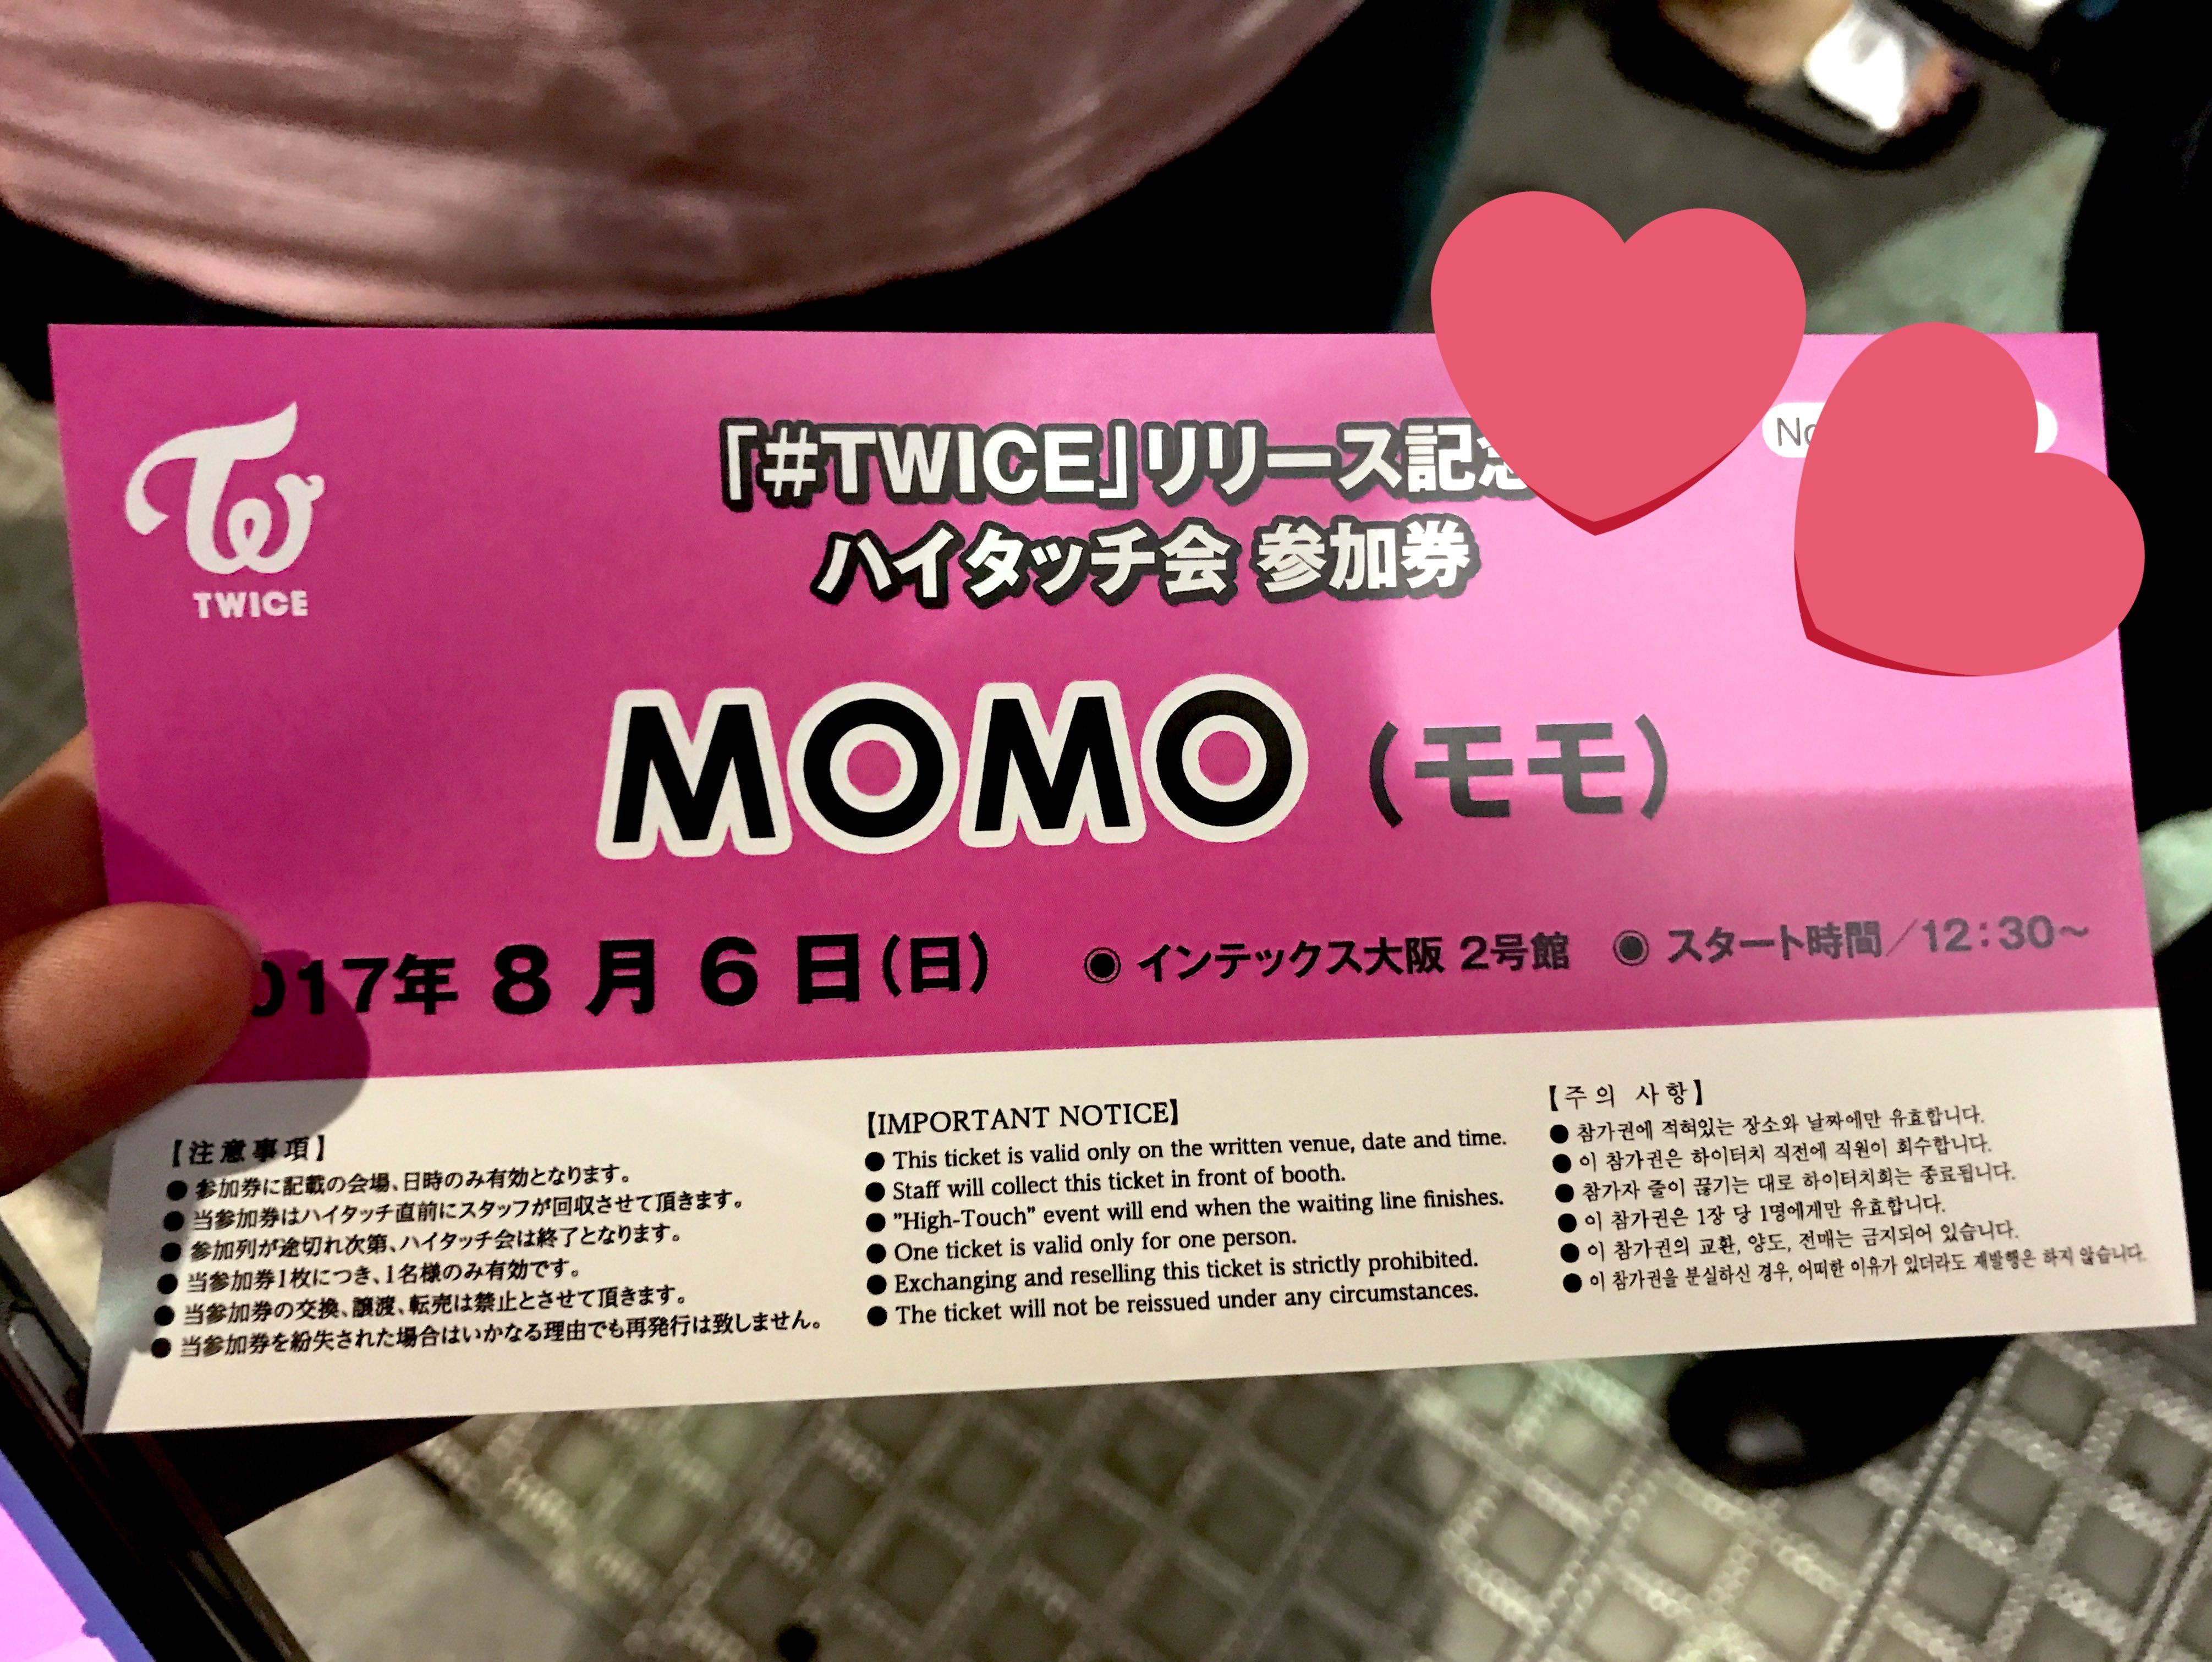 TWICE
「#TWICE」リリース記念
ハイタッチ会 参加券
No
MOMO (モモ)
017年 8 月 6 日(日) ◉ インテックス大阪 2号館 ◉ スタート時間/12:30~
【注意事項】
● 参加券に記載の会場、日時のみ有効となります。
● 当参加券はハイタッチ直前にスタッフが回収させて頂きます。
● 参加列が途切れ次第、ハイタッチ会は終了となります。
● 当参加券1枚につき、1名様のみ有効です。
● 当参加券の交換、譲渡、転売は禁止とさせて頂きます。
● 当参加券を紛失された場合はいかなる理由でも再発行は致しません。
【IMPORTANT NOTICE】
● This ticket is valid only on the written venue, date and time.
● Staff will collect this ticket in front of booth.
● "High-Touch" event will end when the waiting line finishes.
● One ticket is valid only for one person.
● Exchanging and reselling this ticket is strictly prohibited.
● The ticket will not be reissued under any circumstances.
【주의 사항】
● 참가권에 적혀있는 장소와 날짜에만 유효합니다.
● 이 참가권은 하이터치 직전에 직원이 회수합니다.
● 참가자 줄이 끊기는 대로 하이터치회는 종료됩니다.
● 이 참가권은 1장 당 1명에게만 유효합니다.
● 이 참가권의 교환, 양도, 전매는 금지되어 있습니다.
● 이 참가권을 분실하신 경우, 어떠한 이유가 있더라도 재발행은 하지 않습니다.